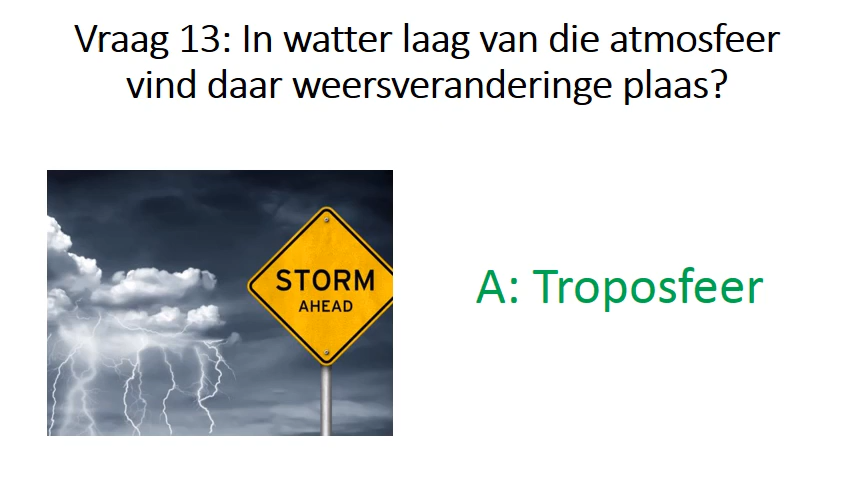 Vraag 13: In watter laag van die atmosfeer
vind daar weersveranderinge plaas?
STORM
AHEAD
A: Troposfeer